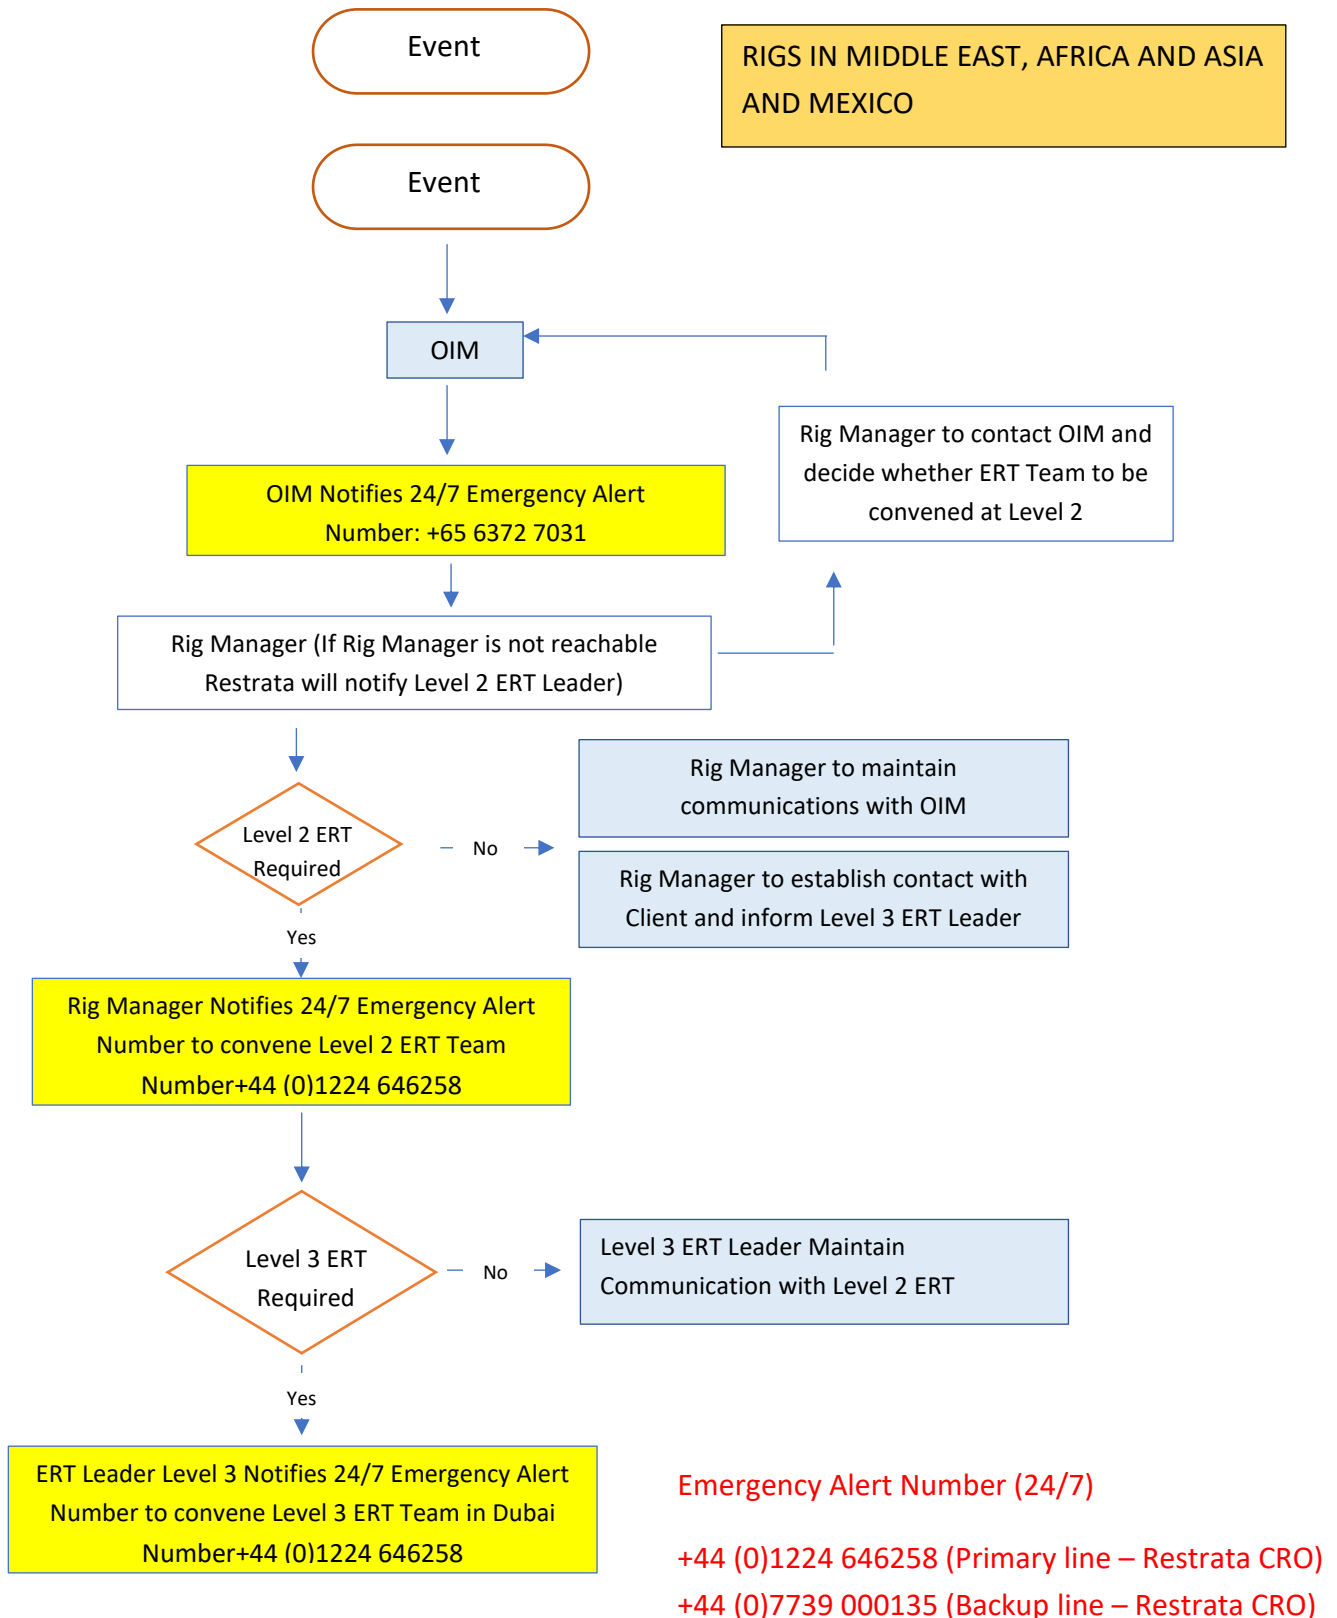 Event
RIGS IN MIDDLE EAST, AFRICA AND ASIA
AND MEXICO
Event
OIM
Rig Manager to contact OIM and
decide whether ERT Team to be
convened at Level 2
OIM Notifies 24/7 Emergency Alert
Number: +65 6372 7031
Rig Manager (If Rig Manager is not reachable
Restrata will notify Level 2 ERT Leader)
Rig Manager to maintain
communications with OIM
Level 2 ERT
Required
No
Rig Manager to establish contact with
Client and inform Level 3 ERT Leader
Yes
Rig Manager Notifies 24/7 Emergency Alert
Number to convene Level 2 ERT Team
Number+44 (0)1224 646258
Level 3 ERT
Required
No
Level 3 ERT Leader Maintain
Communication with Level 2 ERT
Yes
ERT Leader Level 3 Notifies 24/7 Emergency Alert
Number to convene Level 3 ERT Team in Dubai
Number+44 (0)1224 646258
Emergency Alert Number (24/7)
+44 (0)1224 646258 (Primary line – Restrata CRO)
+44 (0)7739 000135 (Backup line – Restrata CRO)